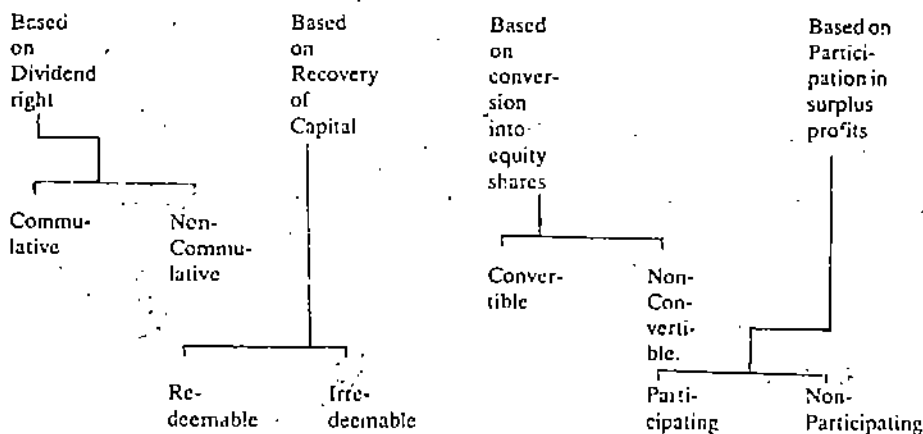 Based
on
Dividend
right
Commu-
lative
Non-
Commu-
lative
Based
on
Recovery
of
Capital
Re-
deemable
Irre-
deemable
Based
on
conver-
sion
into
equity
shares
Conver-
tible
Non-
Con-
verti-
ble.
Based on
Partici-
pation in
surplus
profits
Parti-
cipating
Non-
Participating